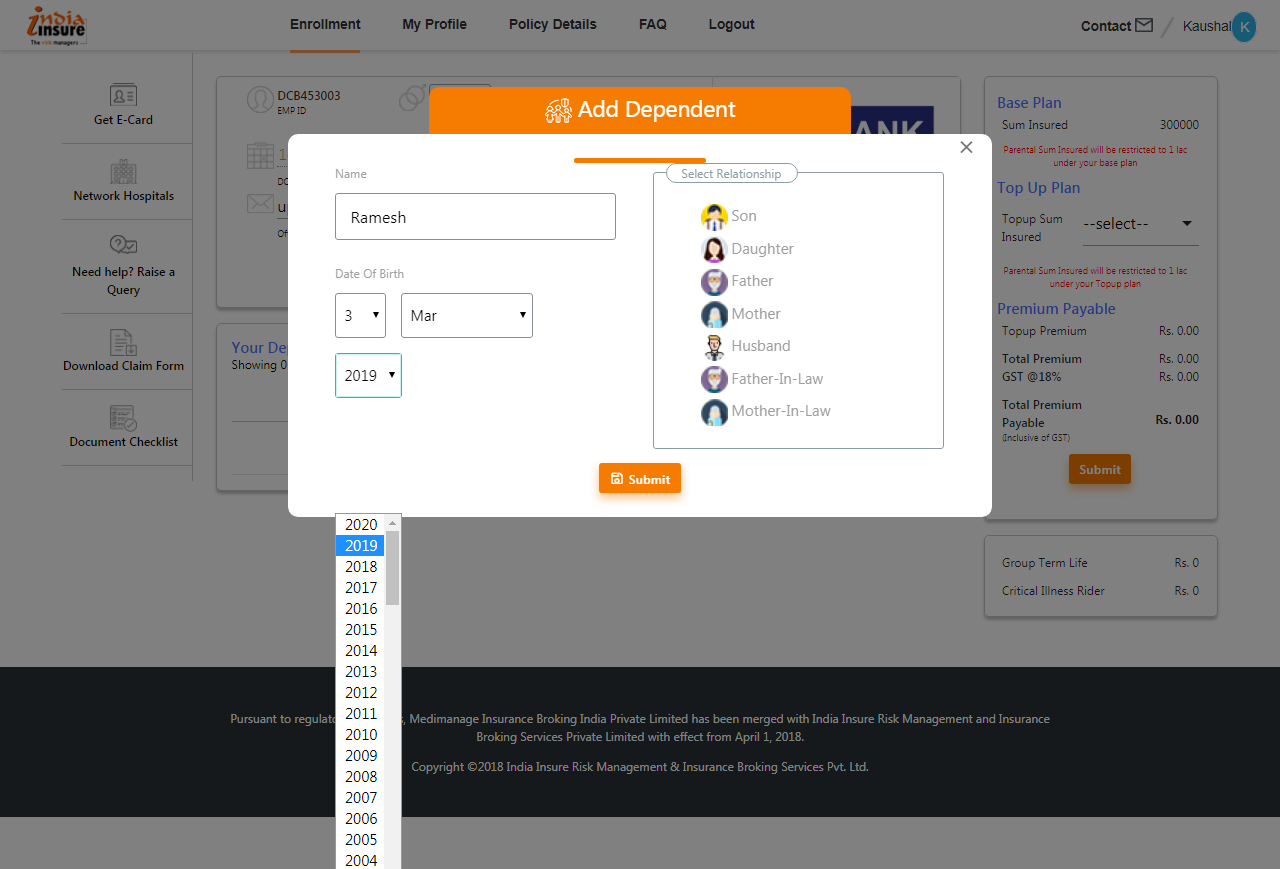 india
insure
The risk managers ...
Enrollment
My Profile
Policy Details
FAQ
Logout
Contact
Kaushal
K
Get E-Card
Network Hospitals
Need help? Raise a
Query
Download Claim Form
Document Checklist
DCB453003
EMP ID
ANK
Add Dependent
Name
Ramesh
Date Of Birth
3
Mar
2019
Select Relationship
Son
Daughter
Father
Mother
Husband
Father-In-Law
Mother-In-Law
Submit
2020
2019
2018
2017
2016
2015
2014
2013
2012
2011
2010
2009
2008
2007
2006
2005
2004
Your De
Showing 0
Base Plan
Sum Insured 300000
Parental Sum Insured will be restricted to 1 lac
under your base plan
Top Up Plan
Topup Sum
Insured
--select--
Parental Sum Insured will be restricted to 1 lac
under your Topup plan
Premium Payable
Topup Premium Rs. 0.00
Total Premium Rs. 0.00
GST @18% Rs. 0.00
Total Premium
Payable Rs. 0.00
(Inclusive of GST)
Submit
Group Term Life Rs. 0
Critical Illness Rider Rs. 0
Pursuant to regulato s, Medimanage Insurance Broking India Private Limited has been merged with India Insure Risk Management and Insurance
Broking Services Private Limited with effect from April 1, 2018.
Copyright ©2018 India Insure Risk Management & Insurance Broking Services Pvt. Ltd.